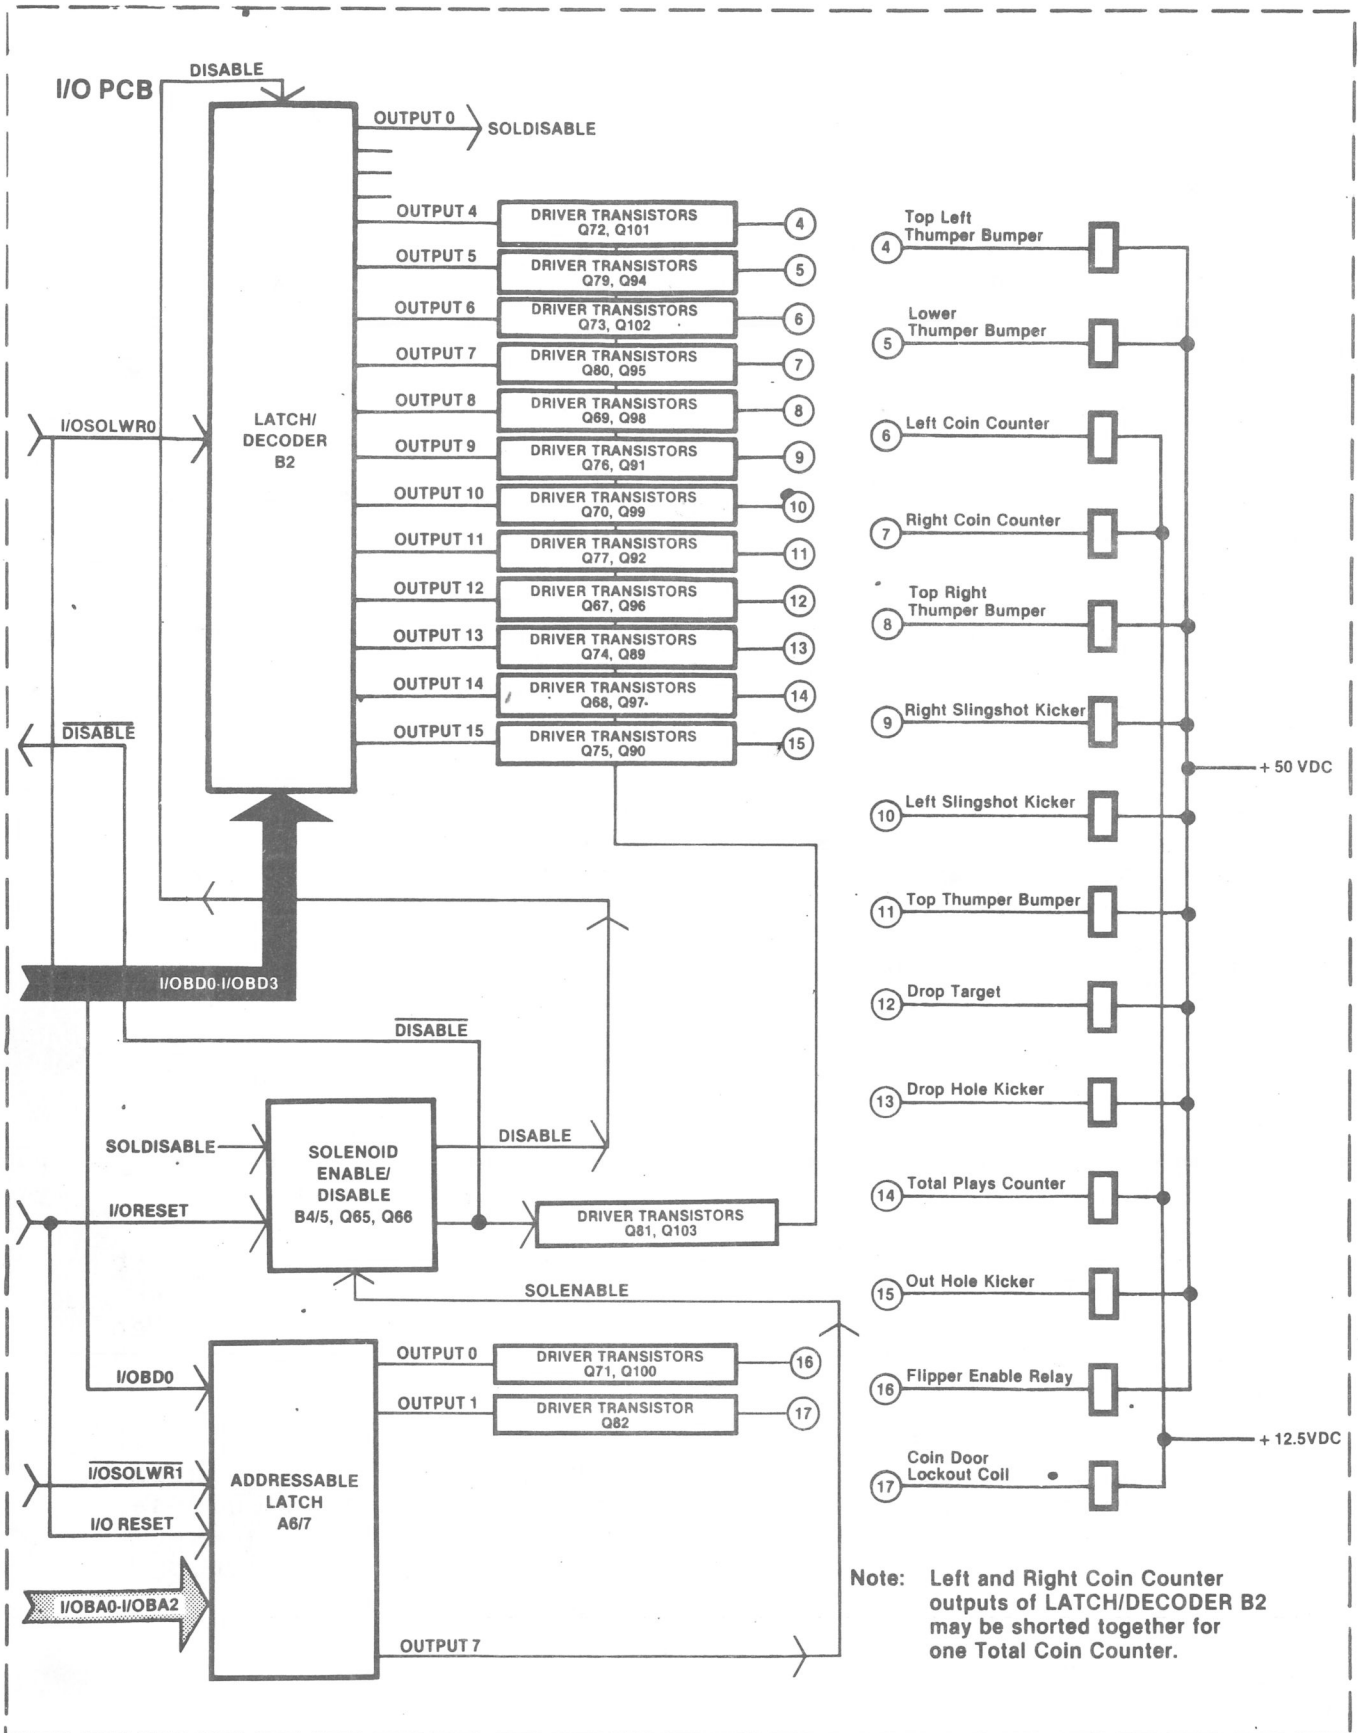 I/O PCB
DISABLE
OUTPUT 0
SOLDISABLE
OUTPUT 4
DRIVER TRANSISTORS
Q72, Q101
4
OUTPUT 5
DRIVER TRANSISTORS
Q79, Q94
5
OUTPUT 6
DRIVER TRANSISTORS
Q73, Q102
6
OUTPUT 7
DRIVER TRANSISTORS
Q80, Q95
7
OUTPUT 8
DRIVER TRANSISTORS
Q69, Q98
8
OUTPUT 9
DRIVER TRANSISTORS
Q76, Q91
9
OUTPUT 10
DRIVER TRANSISTORS
Q70, Q99
10
OUTPUT 11
DRIVER TRANSISTORS
Q77, Q92
11
OUTPUT 12
DRIVER TRANSISTORS
Q67, Q96
12
OUTPUT 13
DRIVER TRANSISTORS
Q74, Q89
13
OUTPUT 14
DRIVER TRANSISTORS
Q68, Q97
14
OUTPUT 15
DRIVER TRANSISTORS
Q75, Q90
15
I/OSOLWR0
LATCH/
DECODER
B2
DISABLE
I/OBD0-I/OBD3
DISABLE
SOLDISABLE
SOLENOID
ENABLE/
DISABLE
B4/5, Q65, Q66
DISABLE
I/ORESET
DRIVER TRANSISTORS
Q81, Q103
SOLENABLE
I/OBD0
OUTPUT 0
DRIVER TRANSISTORS
Q71, Q100
16
OUTPUT 1
DRIVER TRANSISTOR
Q82
17
I/OSOLWR1
ADDRESSABLE
LATCH
A6/7
I/O RESET
I/OBA0-I/OBA2
OUTPUT 7
4
Top Left
Thumper Bumper
5
Lower
Thumper Bumper
6
Left Coin Counter
7
Right Coin Counter
8
Top Right
Thumper Bumper
9
Right Slingshot Kicker
+ 50 VDC
10
Left Slingshot Kicker
11
Top Thumper Bumper
12
Drop Target
13
Drop Hole Kicker
14
Total Plays Counter
15
Out Hole Kicker
16
Flipper Enable Relay
+ 12.5VDC
17
Coin Door
Lockout Coil
Note: Left and Right Coin Counter
outputs of LATCH/DECODER B2
may be shorted together for
one Total Coin Counter.